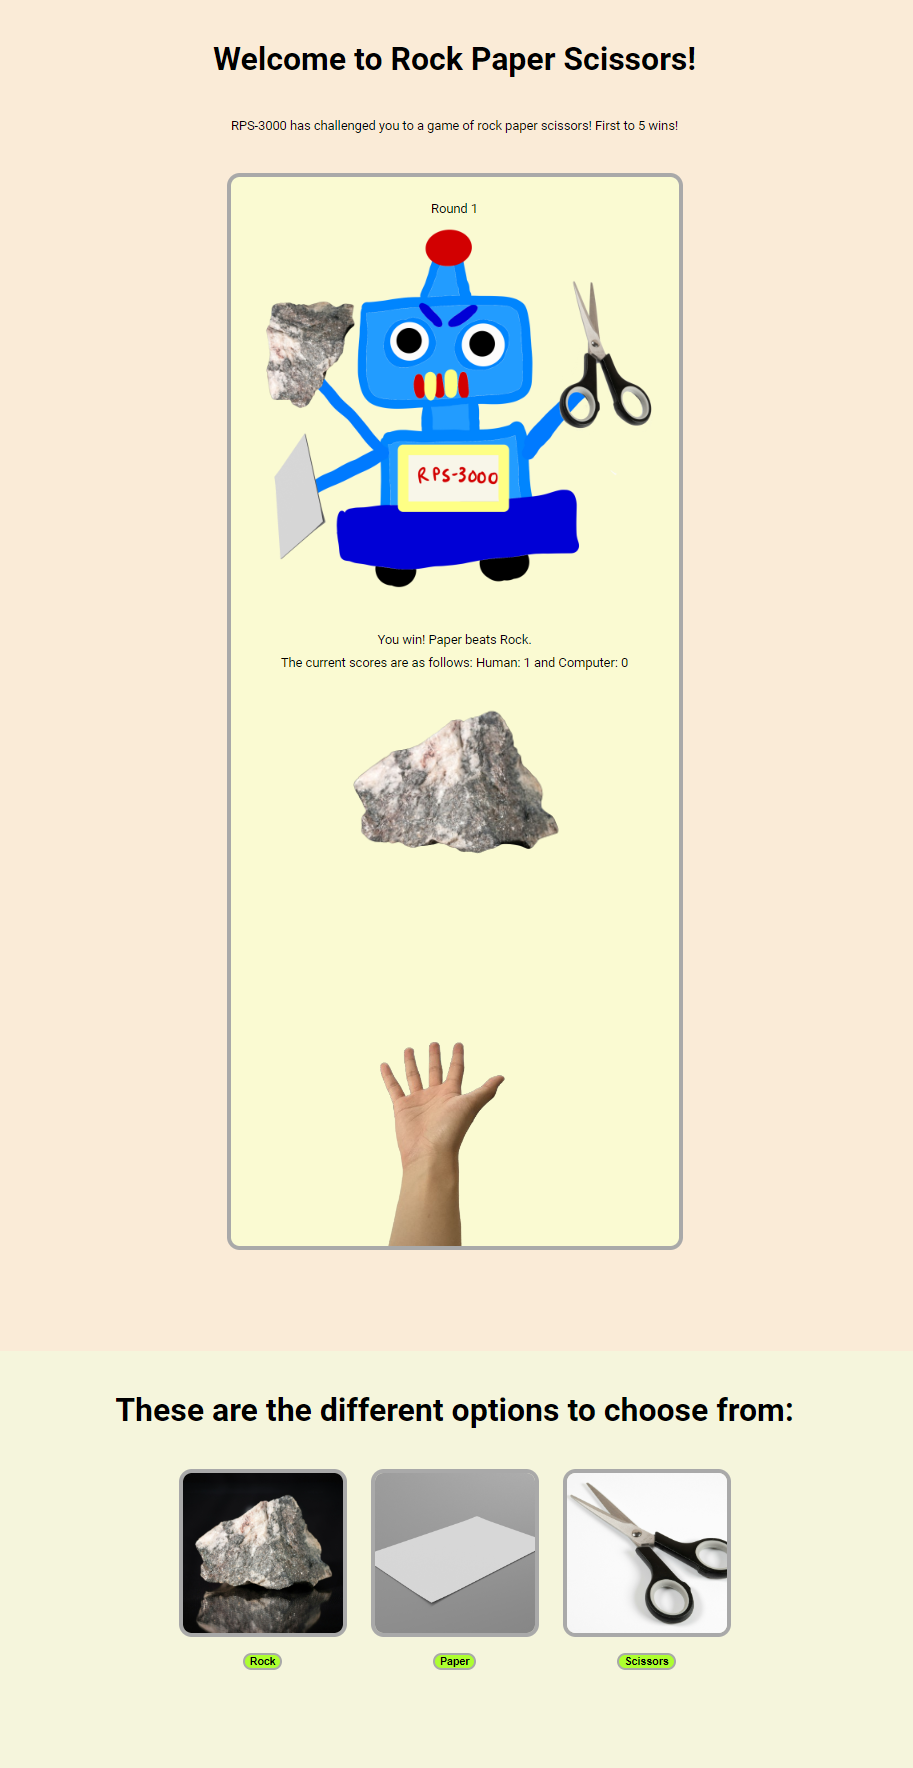 Welcome to Rock Paper Scissors!
RPS-3000 has challenged you to a game of rock paper scissors! First to 5 wins!
Round 1
RPS-3000
You win! Paper beats Rock.
The current scores are as follows: Human: 1 and Computer: 0
These are the different options to choose from:
Rock
Paper
Scissors